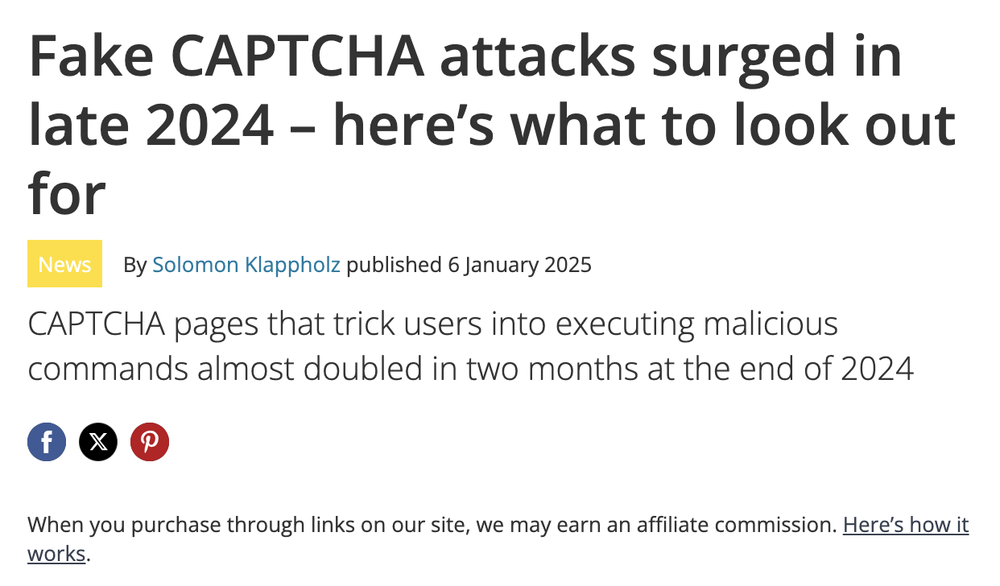 Fake CAPTCHA attacks surged in
late 2024 – here’s what to look out
for
News
By Solomon Klappholz published 6 January 2025
CAPTCHA pages that trick users into executing malicious
commands almost doubled in two months at the end of 2024
When you purchase through links on our site, we may earn an affiliate commission. Here’s how it
works.